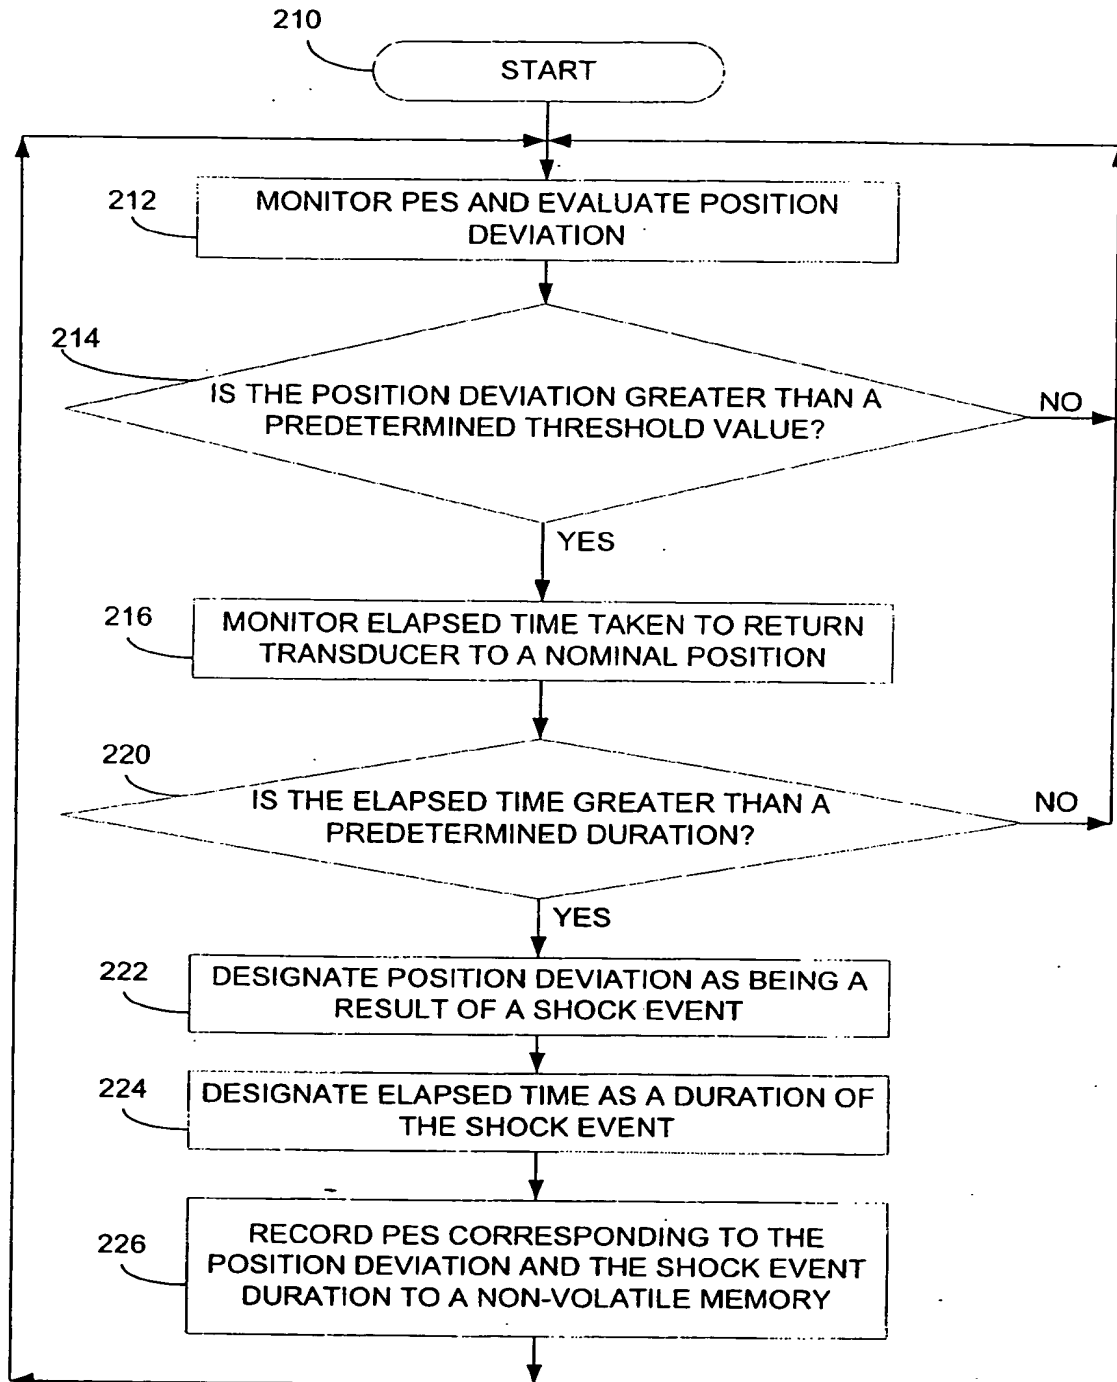 210
START
212
MONITOR PES AND EVALUATE POSITION
DEVIATION
214
IS THE POSITION DEVIATION GREATER THAN A
PREDETERMINED THRESHOLD VALUE?
NO
YES
216
MONITOR ELAPSED TIME TAKEN TO RETURN
TRANSDUCER TO A NOMINAL POSITION
220
IS THE ELAPSED TIME GREATER THAN A
PREDETERMINED DURATION?
NO
YES
222
DESIGNATE POSITION DEVIATION AS BEING A
RESULT OF A SHOCK EVENT
224
DESIGNATE ELAPSED TIME AS A DURATION OF
THE SHOCK EVENT
226
RECORD PES CORRESPONDING TO THE
POSITION DEVIATION AND THE SHOCK EVENT
DURATION TO A NON-VOLATILE MEMORY